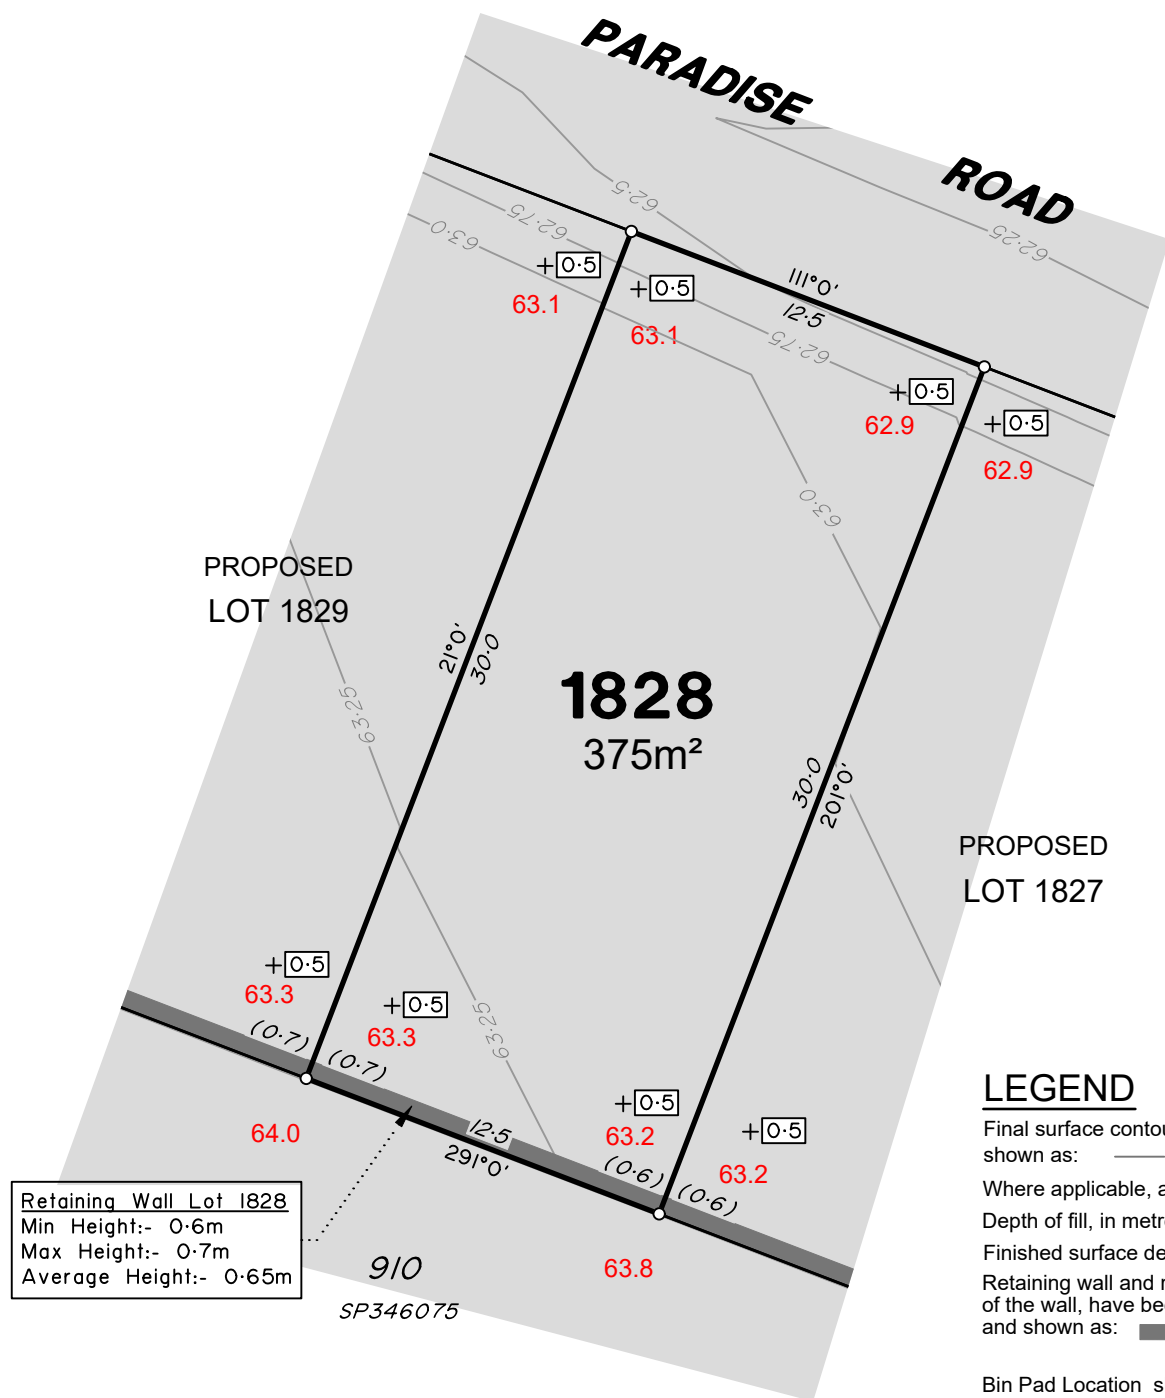 PARADISE
ROAD
62·5
62·75
62·25
63·0
+ 0·5
63.1
+ 0·5
63.1
111°0'
12·5
62·75
+ 0·5
62.9
+ 0·5
62.9
63·0
PROPOSED
LOT 1829
21°0'
30·0
63·25
1828
375m²
30·0
201°0'
PROPOSED
LOT 1827
+ 0·5
63.3
+ 0·5
63.3
63·25
(0·7)
(0·7)
+ 0·5
63.2
+ 0·5
63.2
64.0
12·5
291°0'
(0·6)
(0·6)
63.8
Retaining Wall Lot 1828
Min Height:- 0·6m
Max Height:- 0·7m
Average Height:- 0·65m
910
SP346075
LEGEND
Final surface contou
shown as:
Where applicable, a
Depth of fill, in metr
Finished surface de
Retaining wall and r
of the wall, have bee
and shown as:
Bin Pad Location s